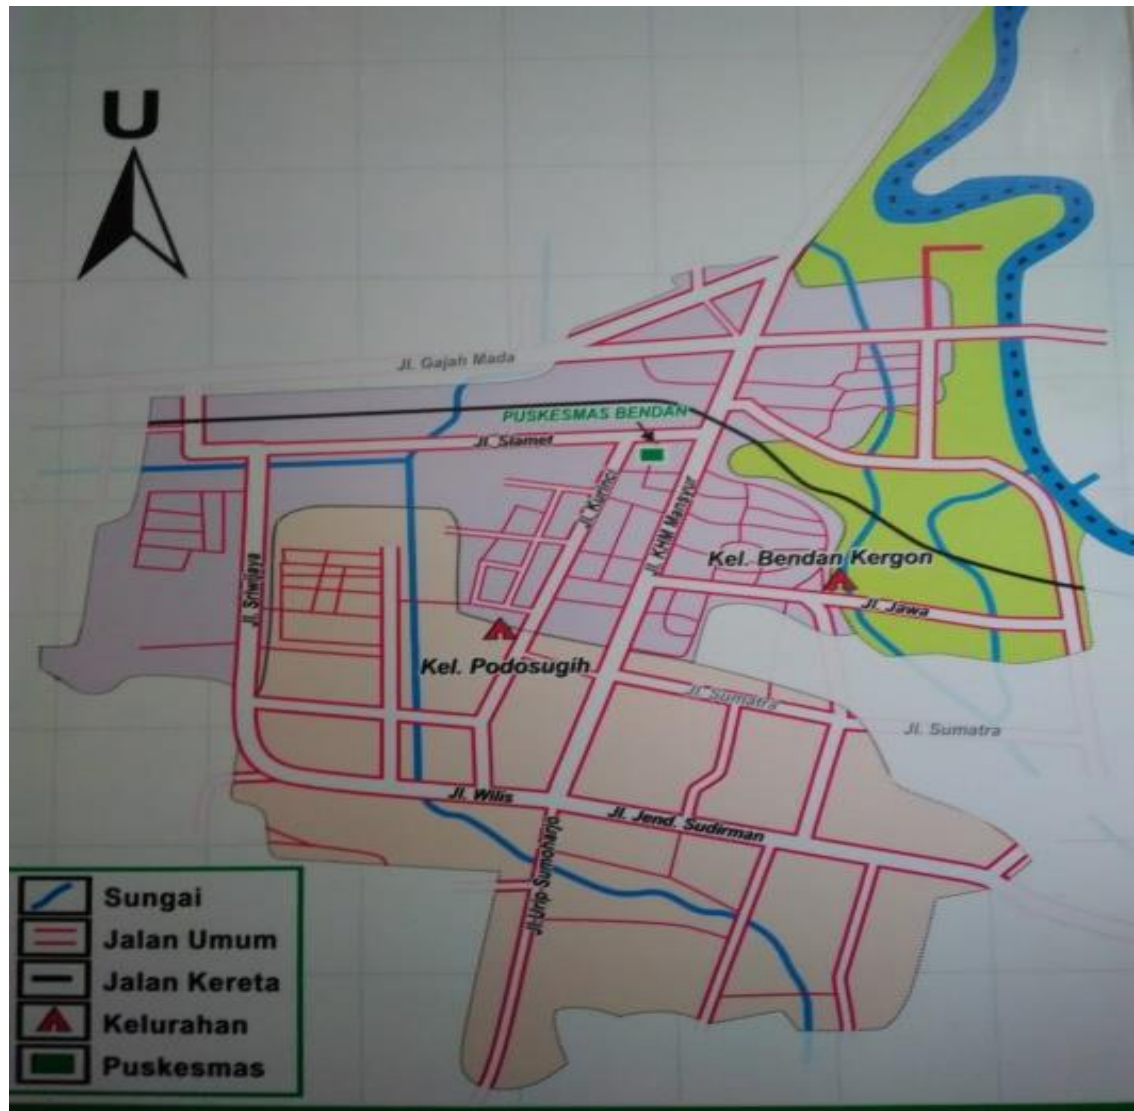 U
Jl. Gajah Mada
PUSKESMAS BENDAN
Jl. Slamet
Jl. Kurinci
Jl. KHM Mansyur
Kel. Bendan Kergon
Jl. Sriwijaya
Jl. Jawa
Kel. Podosugih
Jl. Sumatra
Jl. Sumatra
Jl. Wilis
Jl. Jend. Sudirman
Jl.Urip Sumoharjo
Sungai
Jalan Umum
Jalan Kereta
Kelurahan
Puskesmas